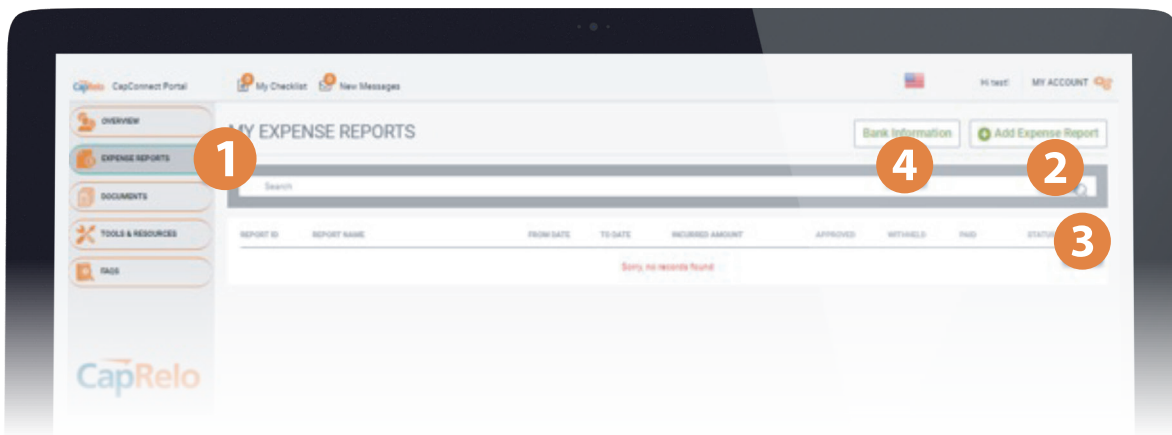 CapRelo CapConnect Portal My Checklist New Messages Hi test! MY ACCOUNT
OVERVIEW
MY EXPENSE REPORTS Bank Information Add Expense Report
EXPENSE REPORTS 1 4 2
Search
DOCUMENTS
TOOLS & RESOURCES REPORT ID REPORT NAME FROM DATE TO DATE INCURRED AMOUNT APPROVED WITHHELD PAID STATUS 3
FAQS Sorry, no records found
CapRelo